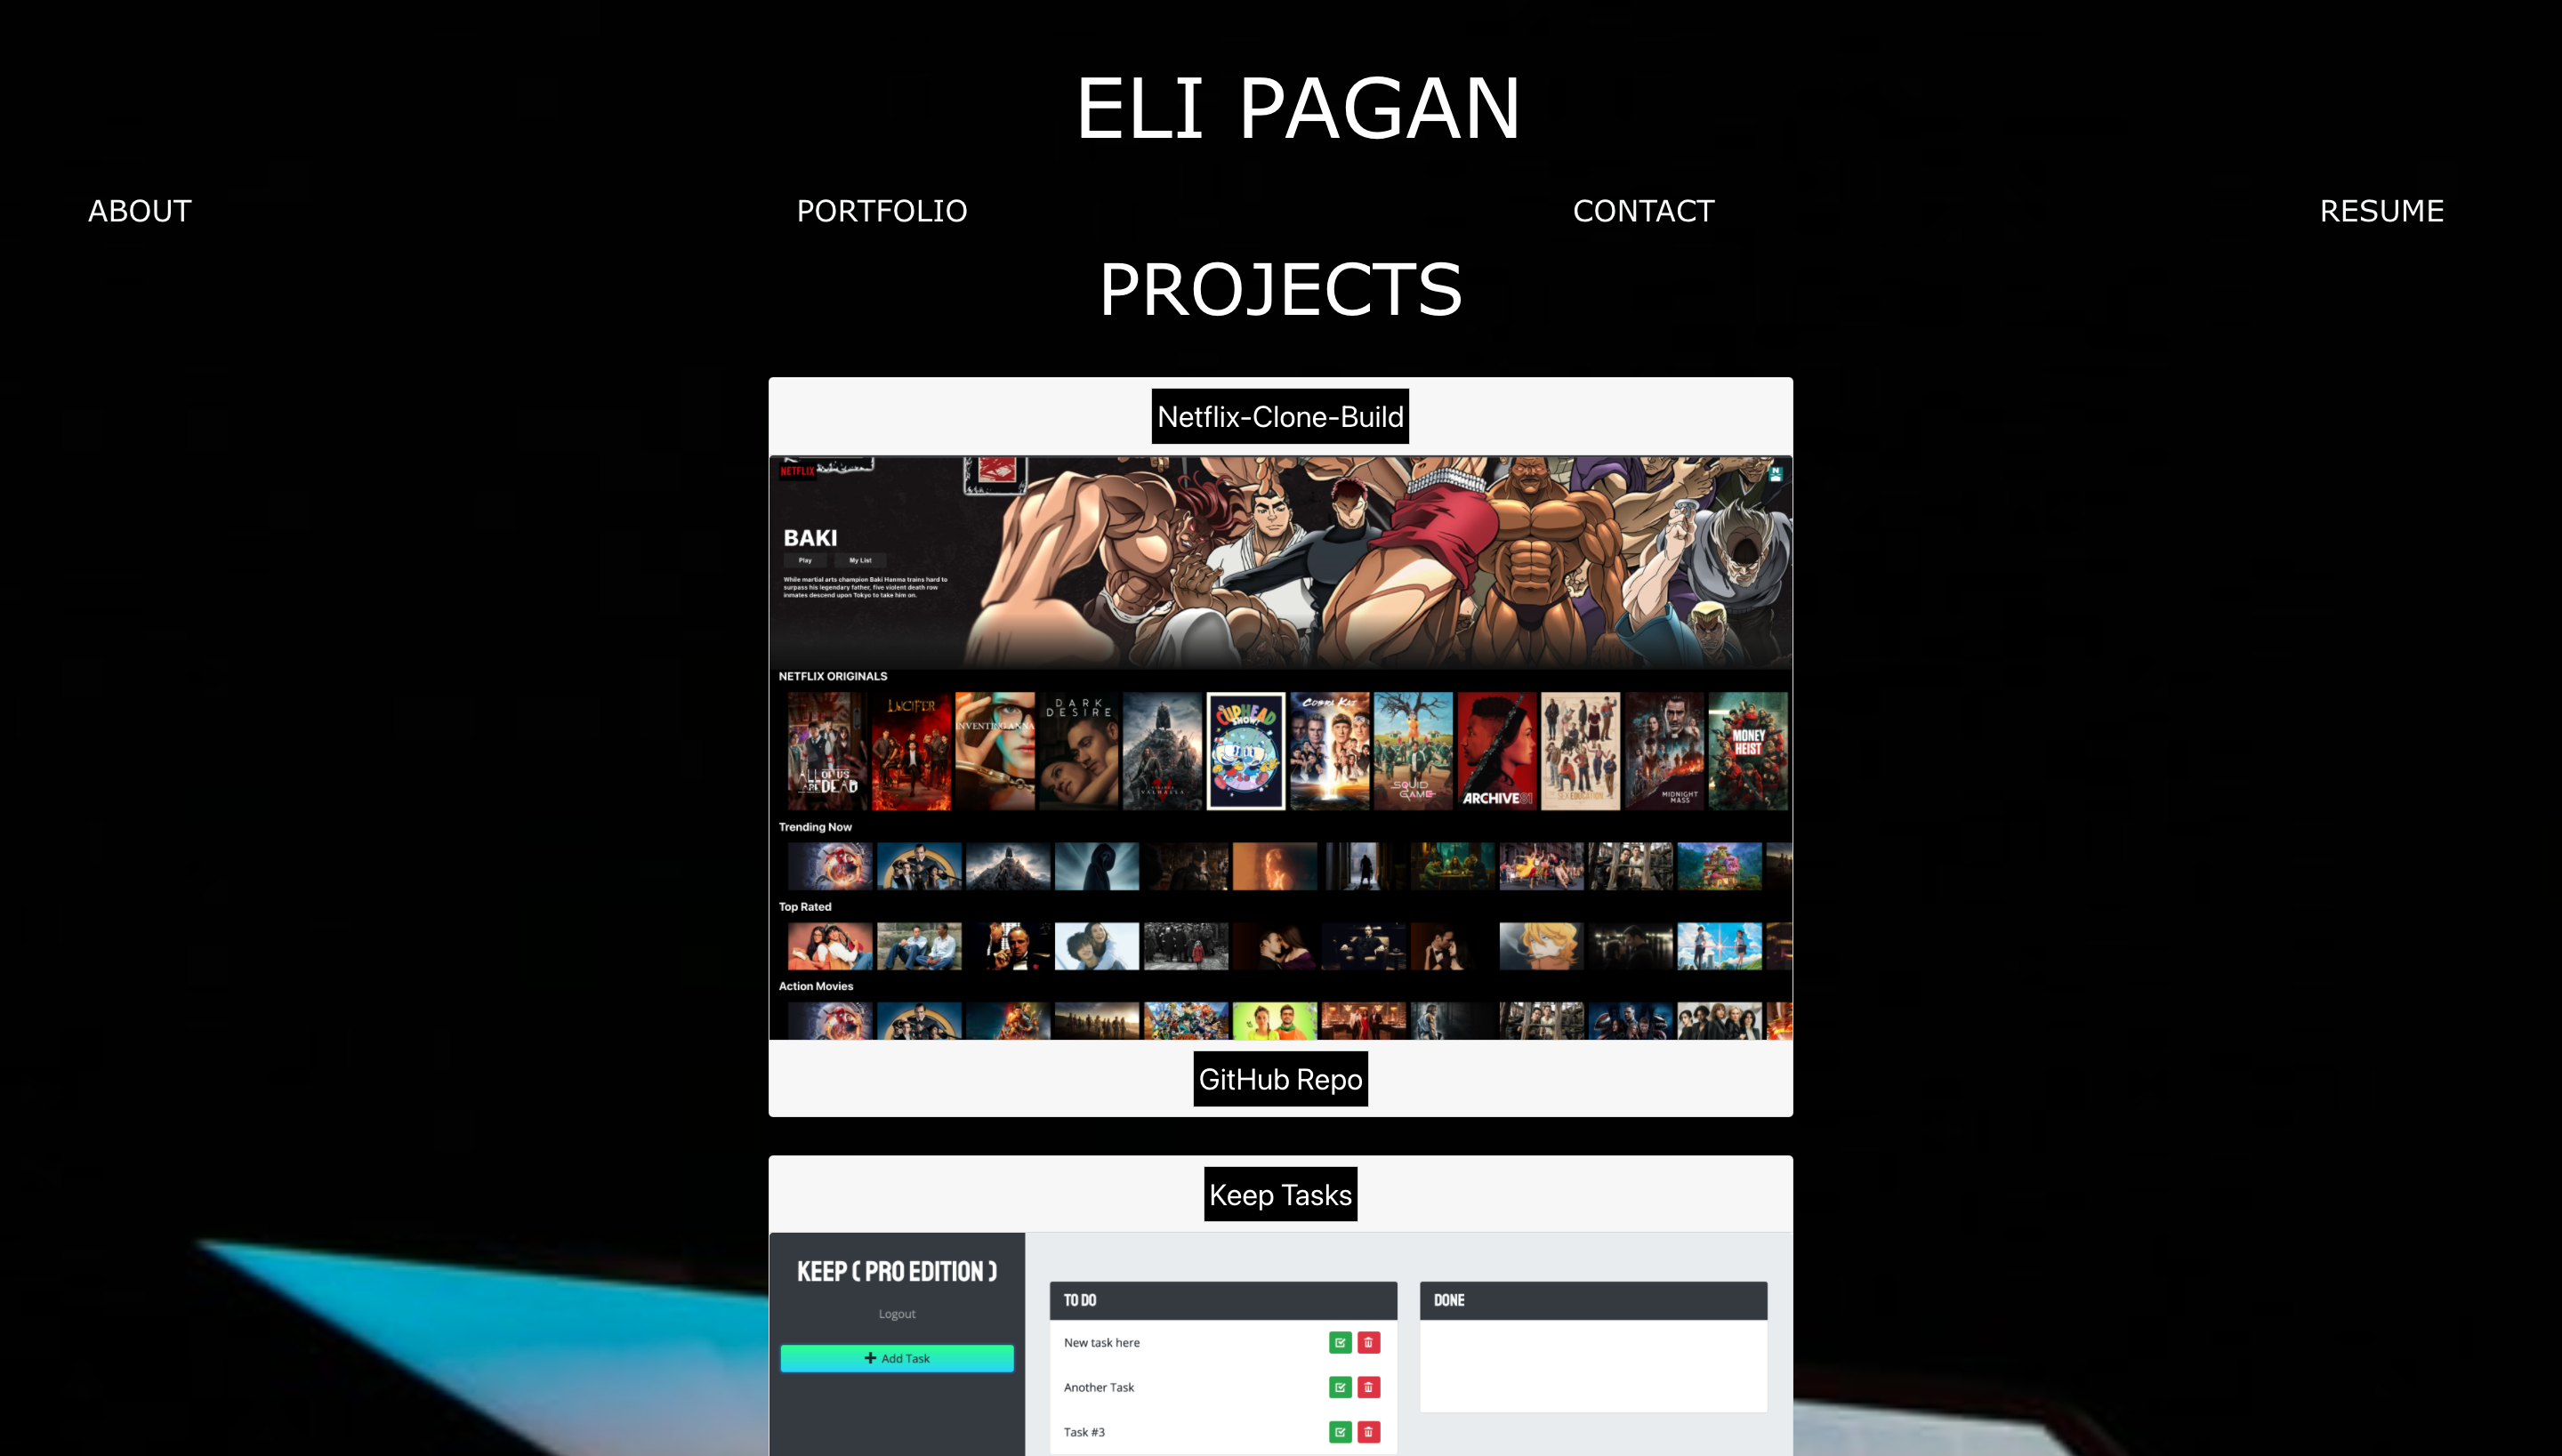 ELI PAGAN
ABOUT PORTFOLIO CONTACT RESUME
PROJECTS
Netflix-Clone-Build
NETFLIX
BAKI
Play My List
While martial arts champion Baki Hanma trains hard to
surpass his legendary father, five violent death row
inmates descend upon Tokyo to take him on.
NETFLIX ORIGINALS
ALL OF US ARE DEAD
LUCIFER
INVENTING ANNA
DARK DESIRE
VALHALLA
THE CUPHEAD SHOW!
COBRA KAI
SQUID GAME
ARCHIVE 81
SEX EDUCATION
MIDNIGHT MASS
MONEY HEIST
Trending Now
Top Rated
Action Movies
GitHub Repo
Keep Tasks
KEEP ( PRO EDITION )
Logout
Add Task
TO DO
New task here
Another Task
Task #3
DONE